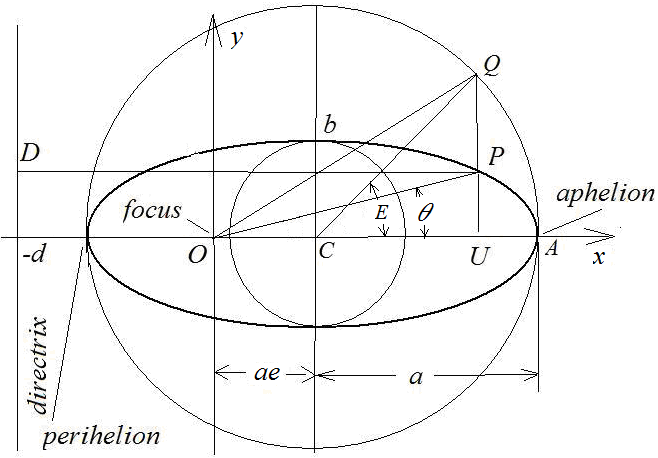 y
Q
b
D
P
aphelion
focus
E
θ
-d
O
C
U
A
x
directrix
ae
a
perihelion